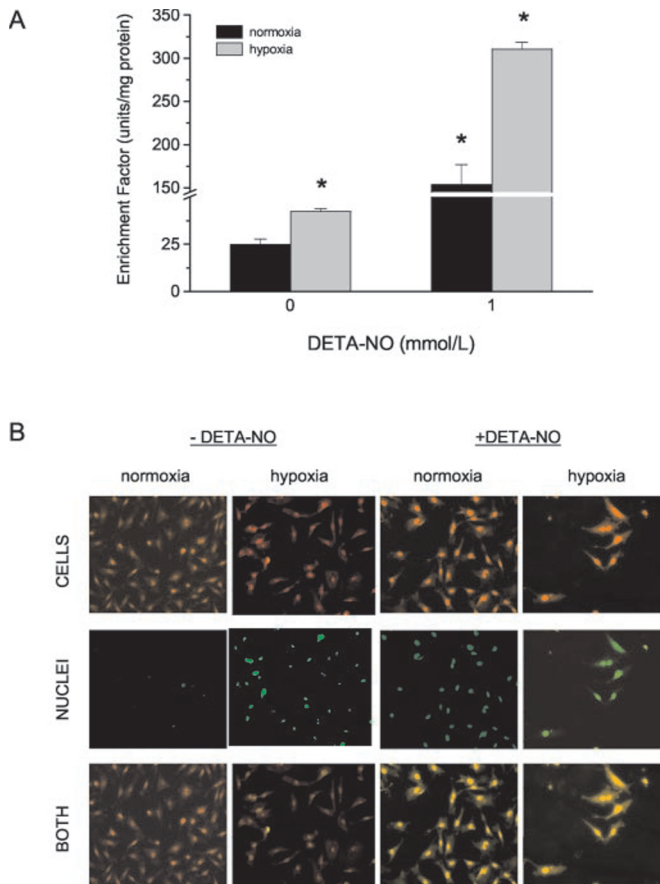 A
Enrichment Factor (units/mg protein)
350
300
250
200
150
25
0
normoxia
hypoxia
*
*
*
0
1
DETA-NO (mmol/L)
B
- DETA-NO
+DETA-NO
normoxia
hypoxia
normoxia
hypoxia
CELLS
NUCLEI
BOTH